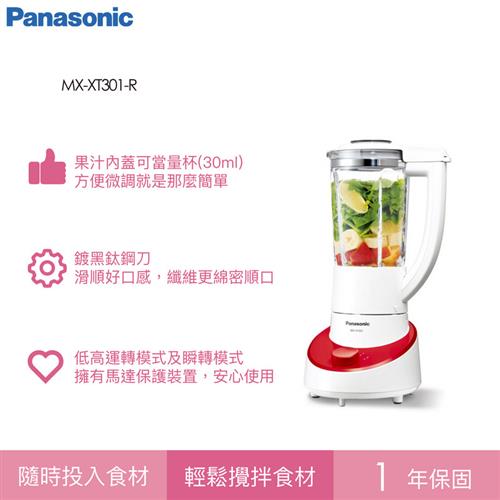 Panasonic
MX-XT301-R
果汁內蓋可當量杯(30ml)
方便微調就是那麼簡單
鍍黑鈦鋼刀
滑順好口感，纖維更綿密順口
低高運轉模式及瞬轉模式
擁有馬達保護裝置，安心使用
Panasonic
隨時投入食材
輕鬆攪拌食材
1 年保固